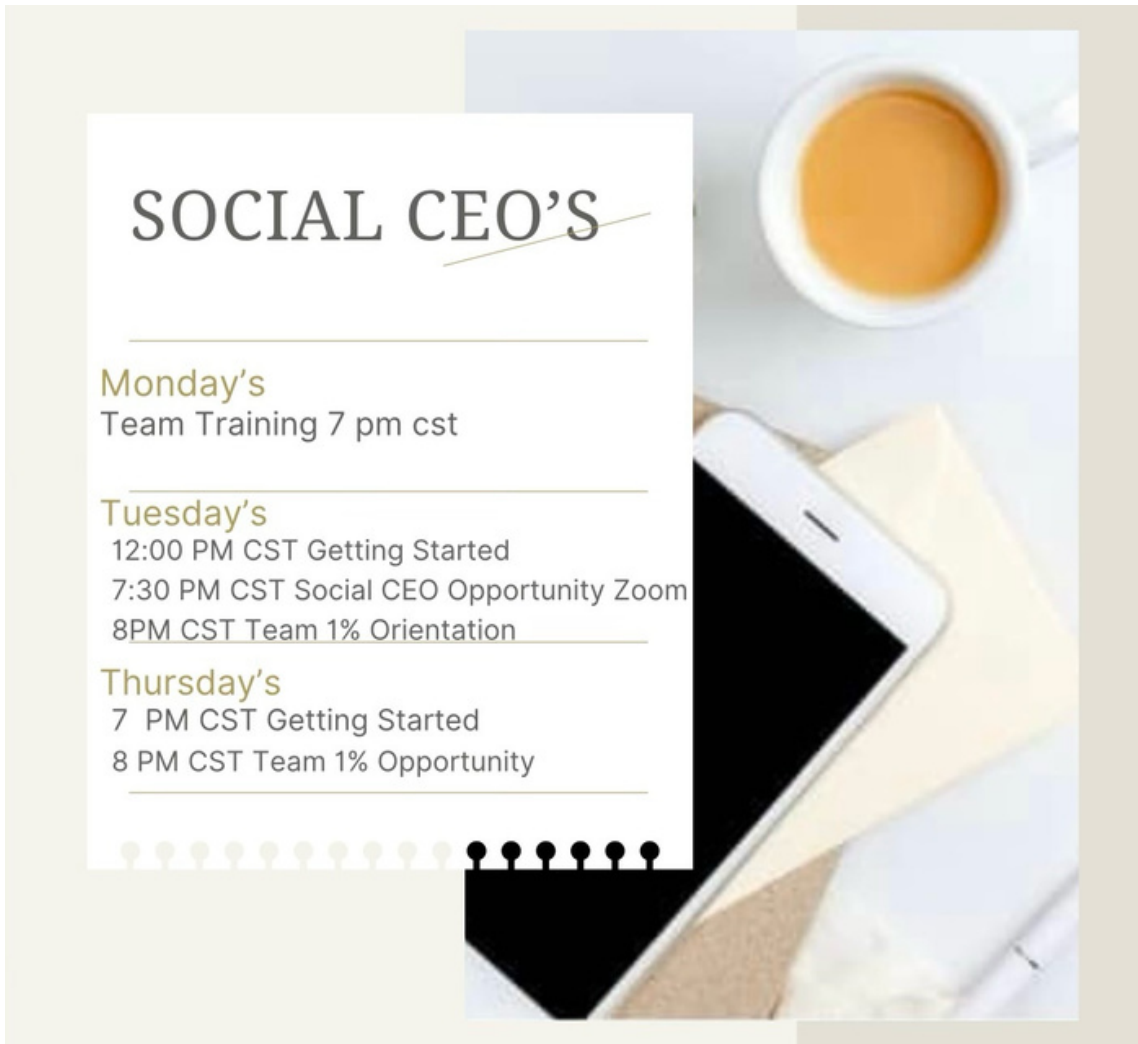 SOCIAL CEO’S
Monday’s
Team Training 7 pm cst
Tuesday’s
12:00 PM CST Getting Started
7:30 PM CST Social CEO Opportunity Zoom
8PM CST Team 1% Orientation
Thursday’s
7  PM CST Getting Started
8 PM CST Team 1% Opportunity